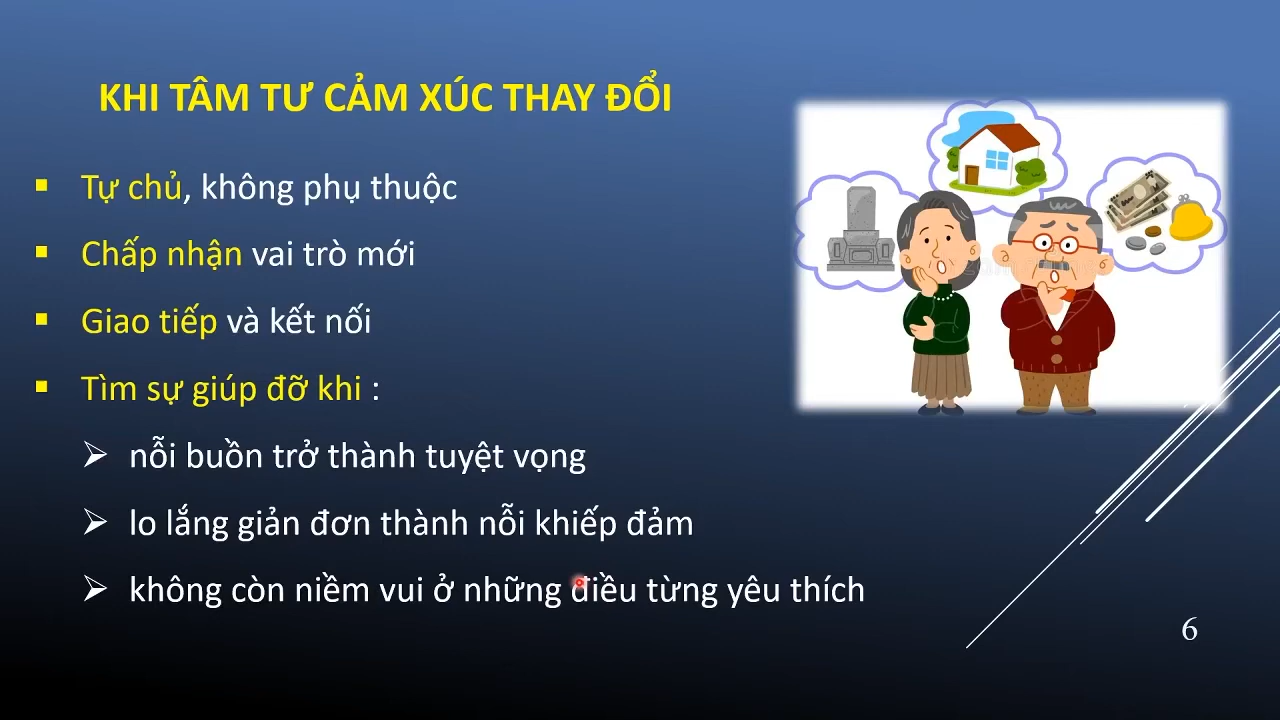 KHI TÂM TƯ CẢM XÚC THAY ĐỔI
▪ Tự chủ, không phụ thuộc
▪ Chấp nhận vai trò mới
▪ Giao tiếp và kết nối
▪ Tìm sự giúp đỡ khi :
➢ nỗi buồn trở thành tuyệt vọng
➢ lo lắng giản đơn thành nỗi khiếp đảm
➢ không còn niềm vui ở những điều từng yêu thích
6